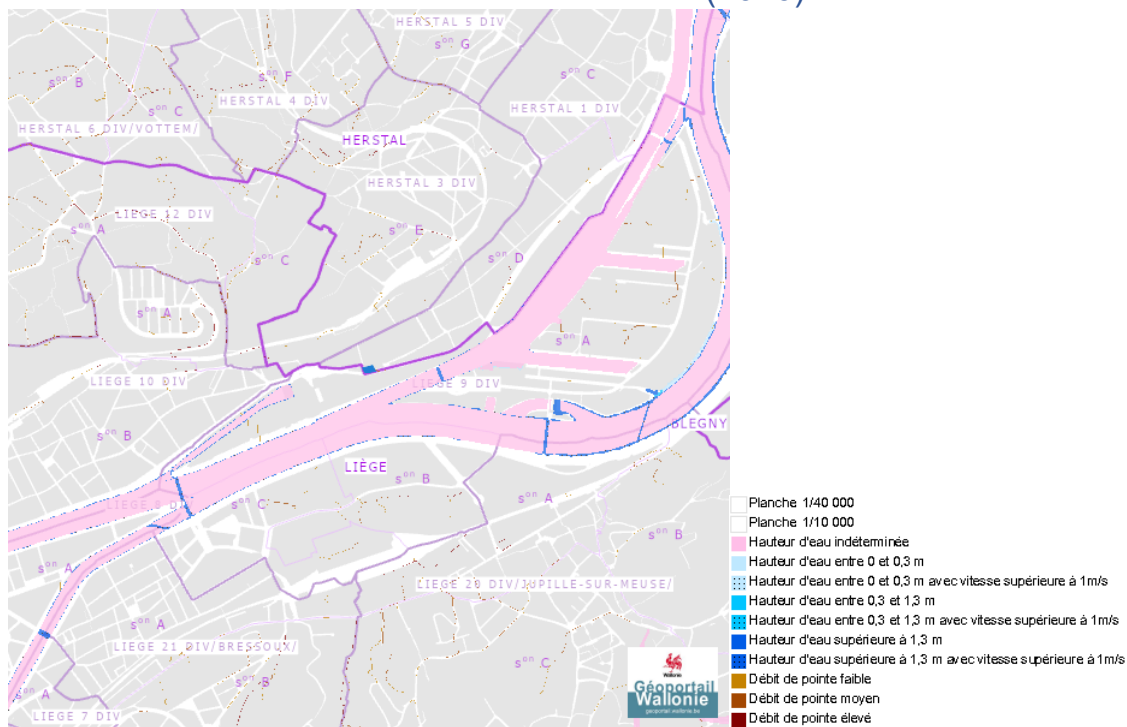 HERSTAL 5 DIV
sᵒⁿ G
sᵒⁿ B
sᵒⁿ F
sᵒⁿ C
sᵒⁿ C
HERSTAL 4 DIV
HERSTAL 1 DIV
HERSTAL 6 DIV/VOTTEM/
HERSTAL
HERSTAL 3 DIV
LIEGE 12 DIV
sᵒⁿ A
sᵒⁿ E
sᵒⁿ C
sᵒⁿ D
sᵒⁿ A
sᵒⁿ A
LIEGE 10 DIV
LIEGE 9 DIV
BLEGNY
sᵒⁿ B
LIÈGE
sᵒⁿ B
sᵒⁿ C
sᵒⁿ A
LIEGE 8 DIV
sᵒⁿ B
sᵒⁿ A
LIEGE 20 DIV/JUPILLE-SUR-MEUSE/
sᵒⁿ A
LIEGE 21 DIV/BRESSOUX/
sᵒⁿ C
sᵒⁿ A
LIEGE 7 DIV
Wallonie
Géoportail
Wallonie
geoportail.wallonie.be
Planche 1/40 000
Planche 1/10 000
Hauteur d'eau indéterminée
Hauteur d'eau entre 0 et 0,3 m
Hauteur d'eau entre 0 et 0,3 m avec vitesse supérieure à 1m/s
Hauteur d'eau entre 0,3 et 1,3 m
Hauteur d'eau entre 0,3 et 1,3 m avec vitesse supérieure à 1m/s
Hauteur d'eau supérieure à 1,3 m
Hauteur d'eau supérieure à 1,3 m avec vitesse supérieure à 1m/s
Débit de pointe faible
Débit de pointe moyen
Débit de pointe élevé